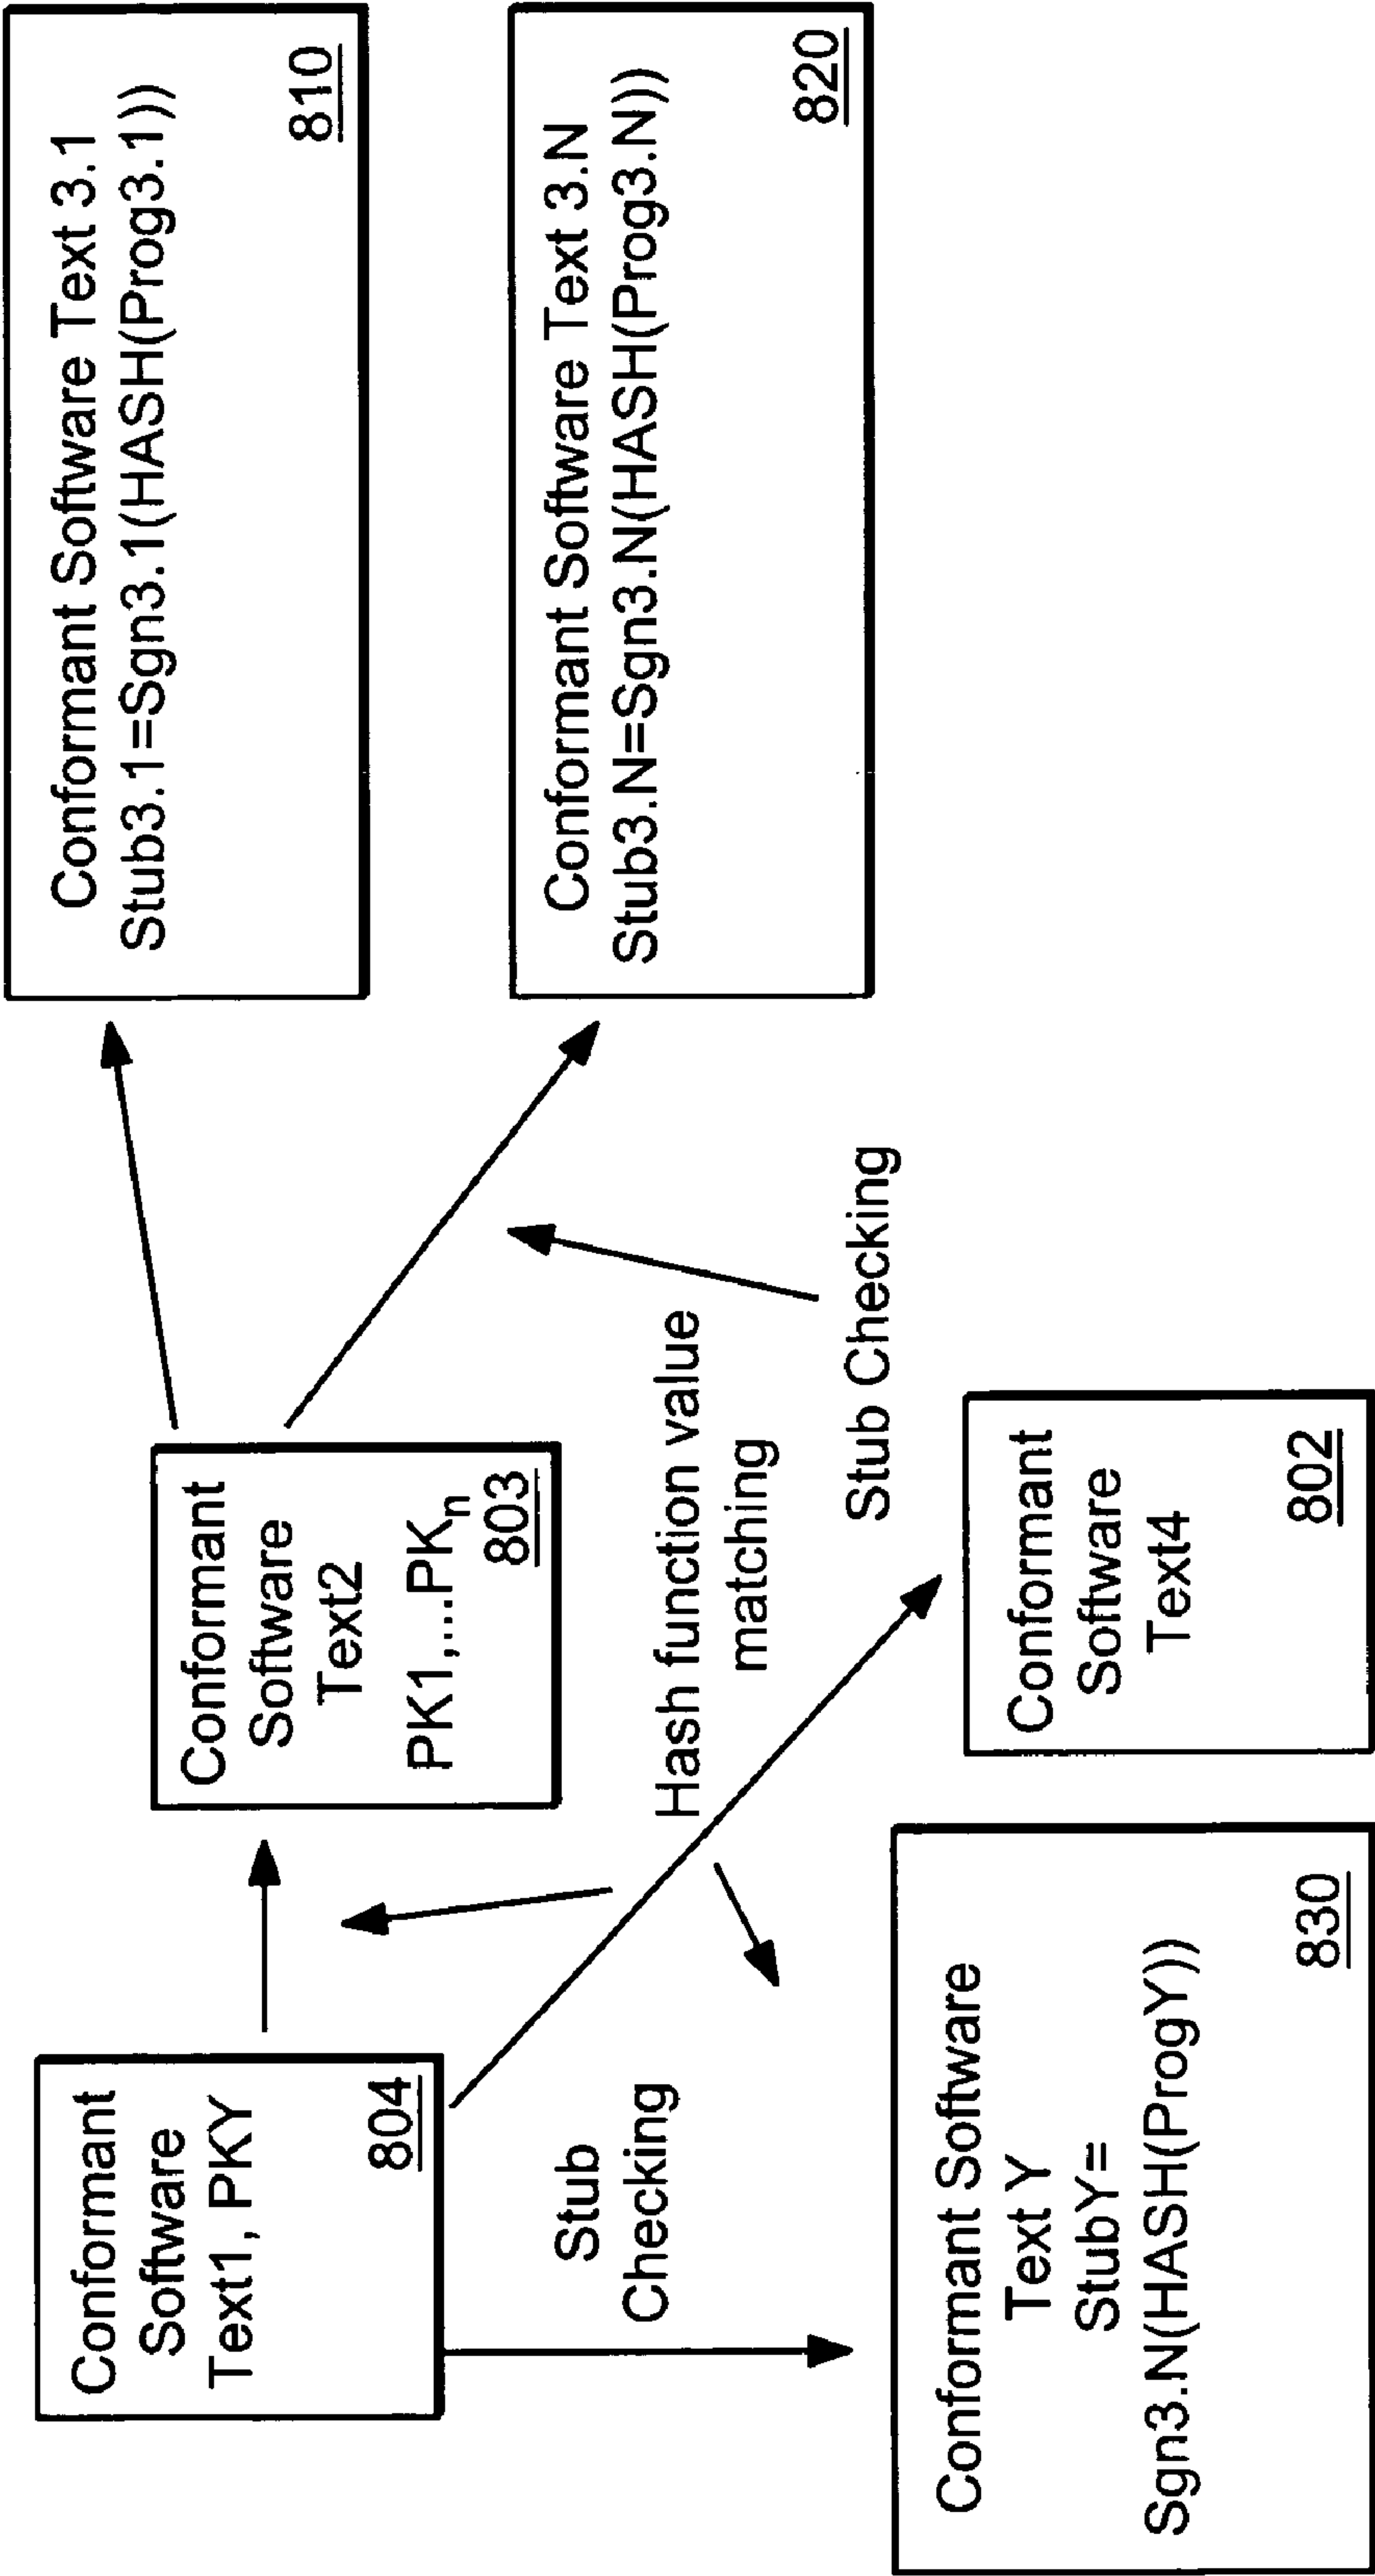 Conformant
Software
Text1, PKY
804
Conformant
Software
Text2
PK1,...PKn
803
Conformant Software Text 3.1
Stub3.1=Sgn3.1(HASH(Prog3.1))
810
Conformant Software Text 3.N
Stub3.N=Sgn3.N(HASH(Prog3.N))
820
Stub
Checking
Hash function value
matching
Stub Checking
Conformant Software
Text Y
StubY=
Sgn3.N(HASH(ProgY))
830
Conformant
Software
Text4
802